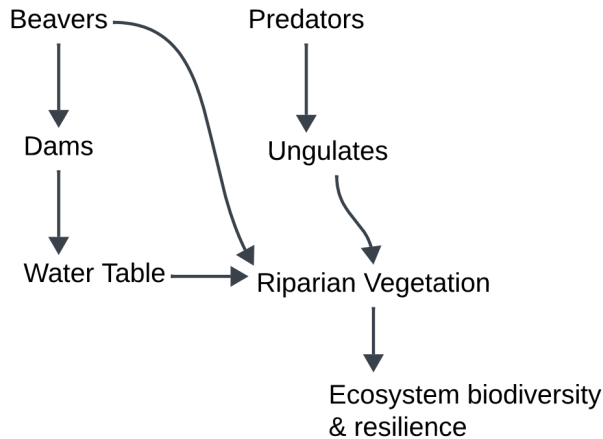 Beavers
Predators
Dams
Ungulates
Water Table
Riparian Vegetation
Ecosystem biodiversity
& resilience